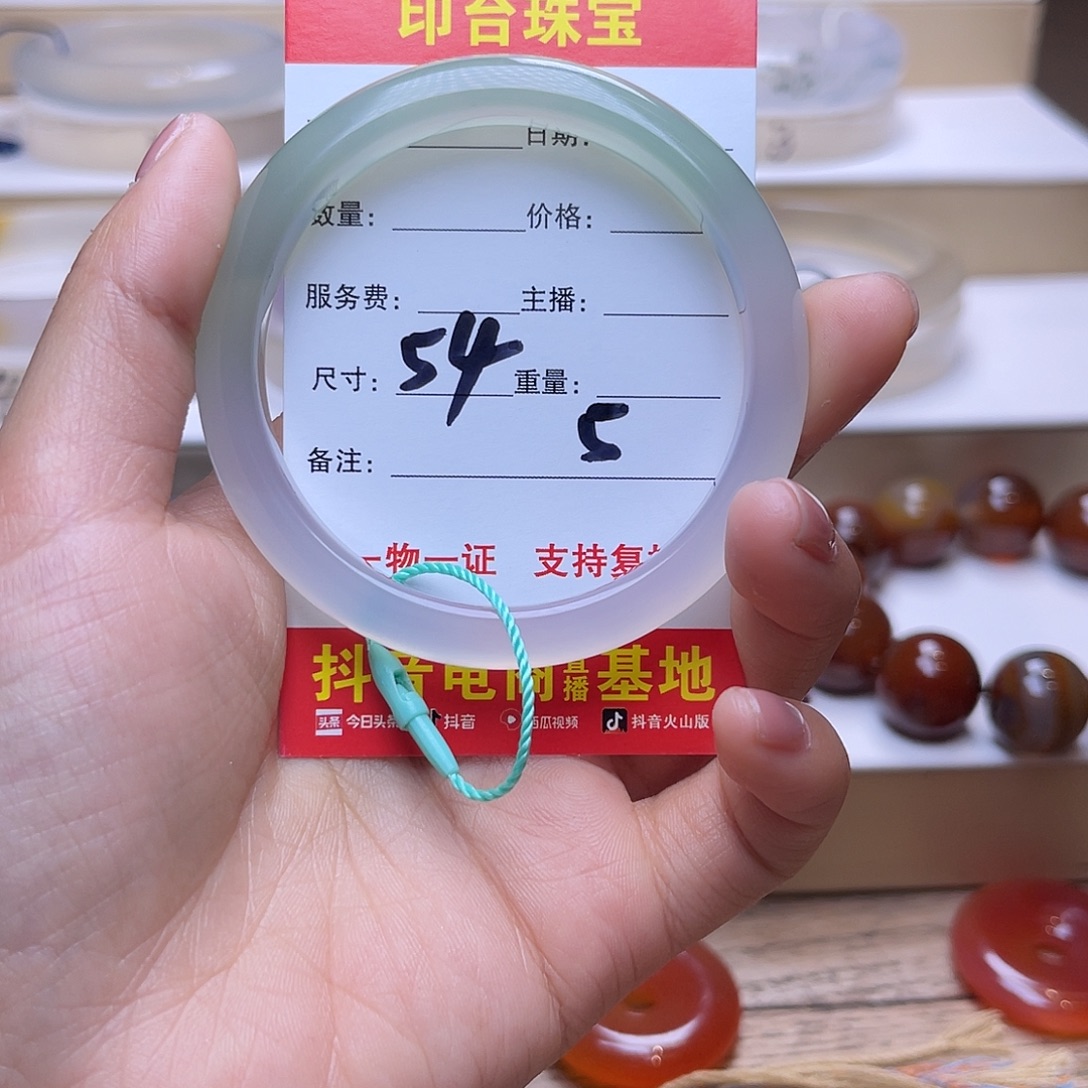 印台珠宝
日期:
数量: 价格:
服务费: 主播:
尺寸: 54 重量:
5
备注:
一物一证 支持复
抖音电商直播基地
头条 今日头条 抖音 西瓜视频 抖音火山版